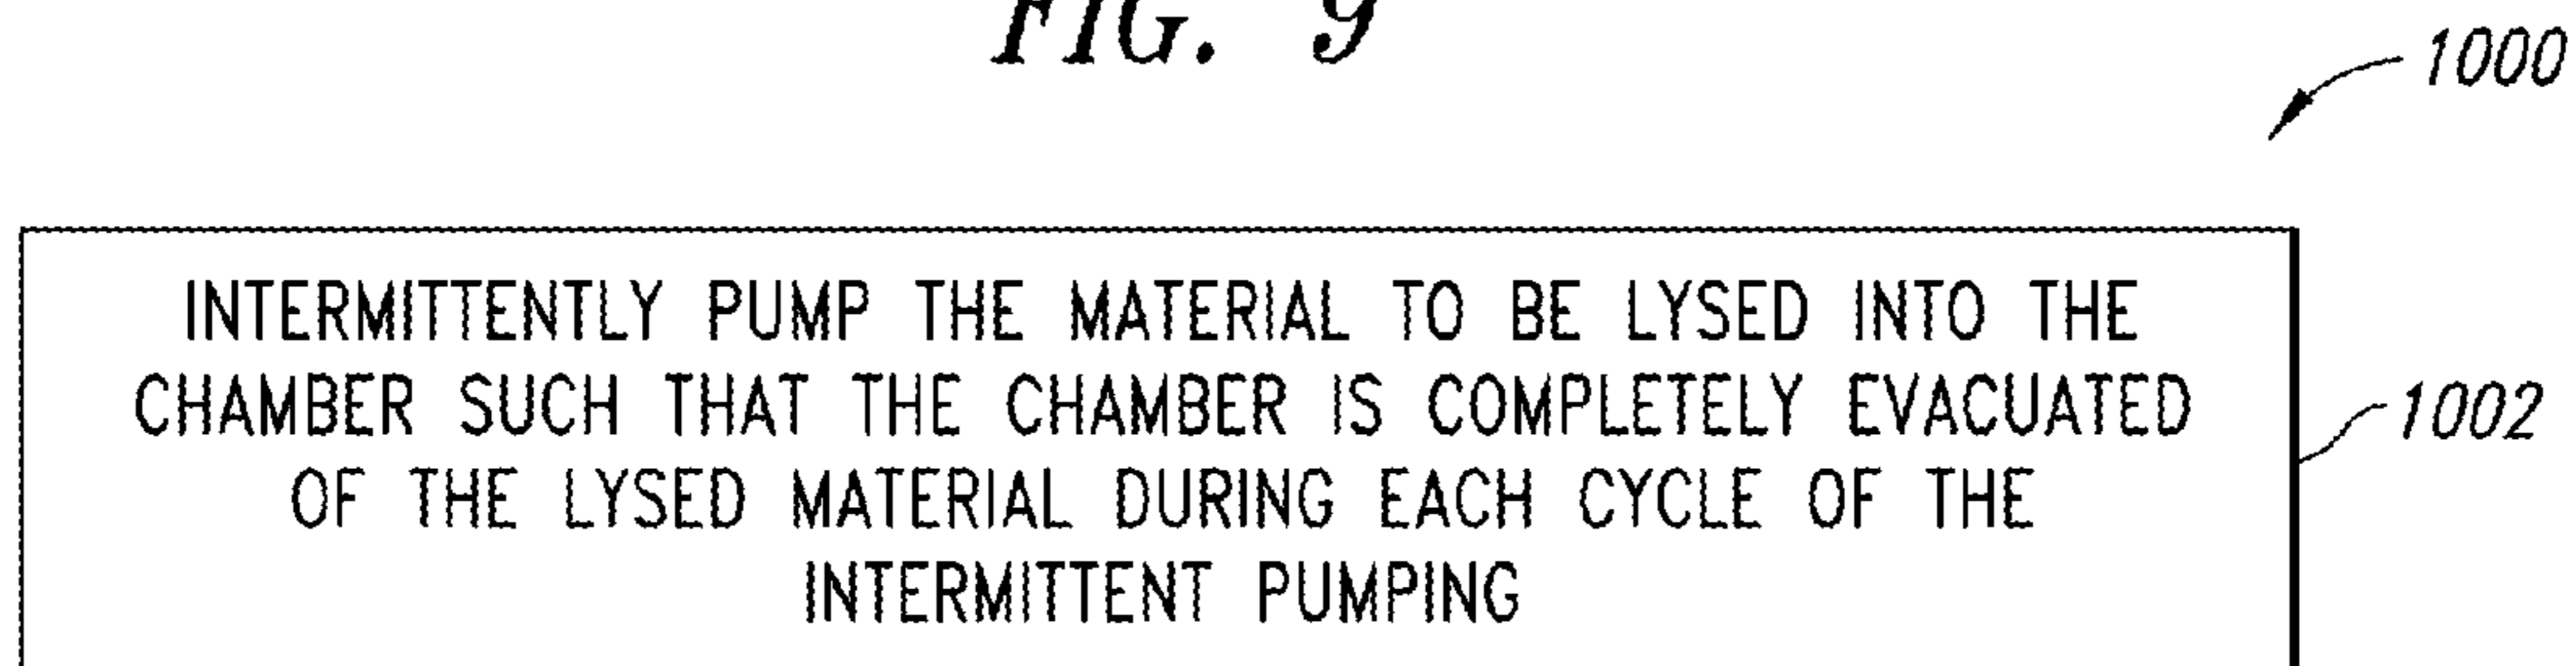 FIG. 9
1000
INTERMITTENTLY PUMP THE MATERIAL TO BE LYSED INTO THE
CHAMBER SUCH THAT THE CHAMBER IS COMPLETELY EVACUATED
1002
OF THE LYSED MATERIAL DURING EACH CYCLE OF THE
INTERMITTENT PUMPING